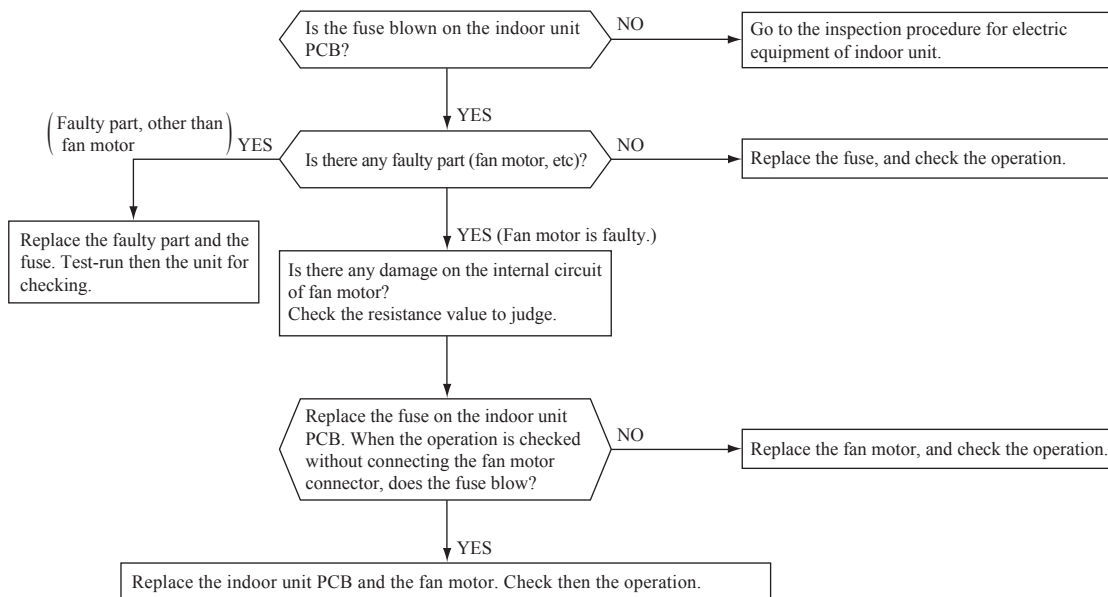 Is the fuse blown on the indoor unit
PCB?
NO
Go to the inspection procedure for electric
equipment of indoor unit.
YES
(Faulty part, other than
fan motor)
YES
Is there any faulty part (fan motor, etc)?
NO
Replace the fuse, and check the operation.
Replace the faulty part and the
fuse. Test-run then the unit for
checking.
YES (Fan motor is faulty.)
Is there any damage on the internal circuit
of fan motor?
Check the resistance value to judge.
Replace the fuse on the indoor unit
PCB. When the operation is checked
without connecting the fan motor
connector, does the fuse blow?
NO
Replace the fan motor, and check the operation.
YES
Replace the indoor unit PCB and the fan motor. Check then the operation.